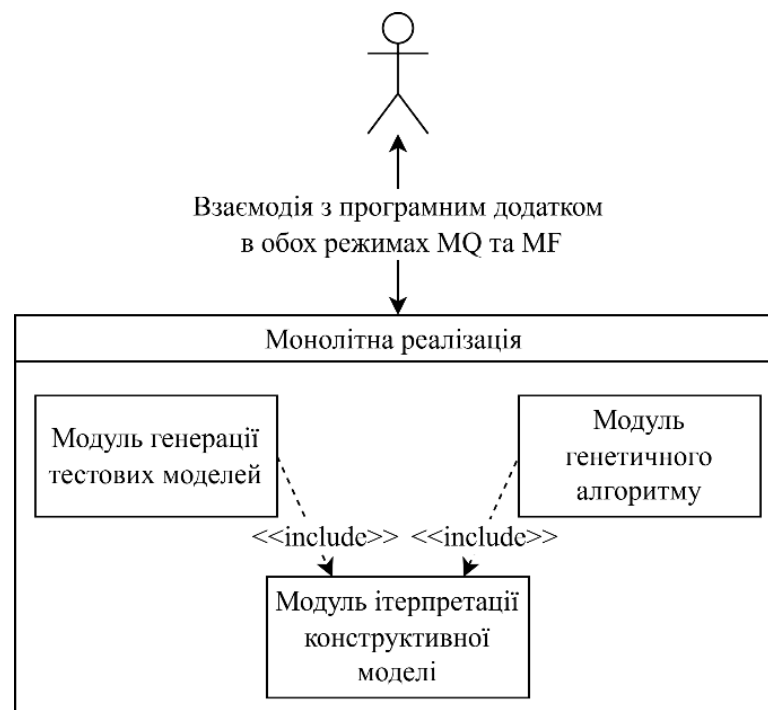 Взаємодія з програмним додатком
в обох режимах MQ та MF
Монолітна реалізація
Модуль генерації
тестових моделей
Модуль
генетичного
алгоритму
<<include>>
<<include>>
Модуль ітерпретації
конструктивної
моделі